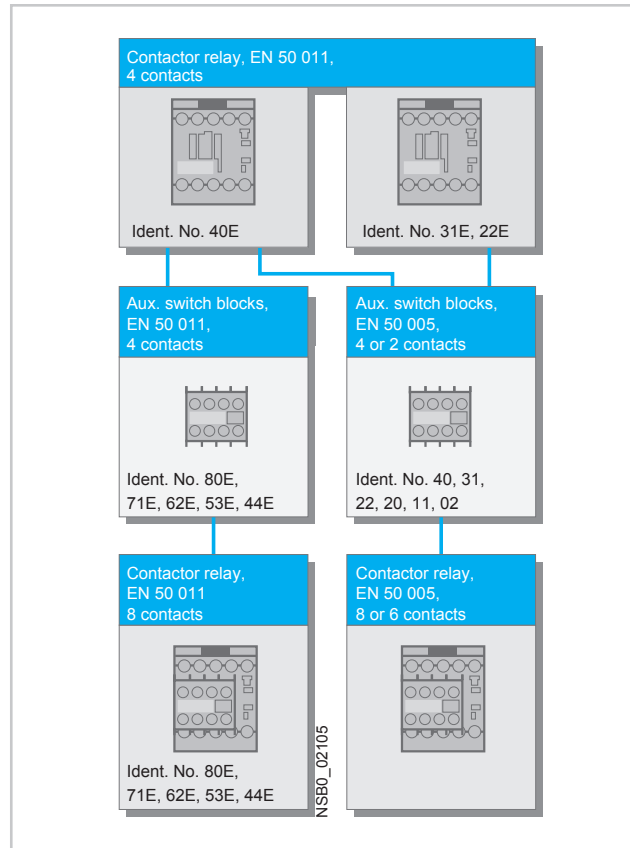 Contactor relay, EN 50 011,
4 contacts
Ident. No. 40E
Ident. No. 31E, 22E
Aux. switch blocks,
EN 50 011,
4 contacts
Ident. No. 80E,
71E, 62E, 53E, 44E
Aux. switch blocks,
EN 50 005,
4 or 2 contacts
Ident. No. 40, 31,
22, 20, 11, 02
Contactor relay,
EN 50 011
8 contacts
Ident. No. 80E,
71E, 62E, 53E, 44E
Contactor relay,
EN 50 005,
8 or 6 contacts
NSB0_02105